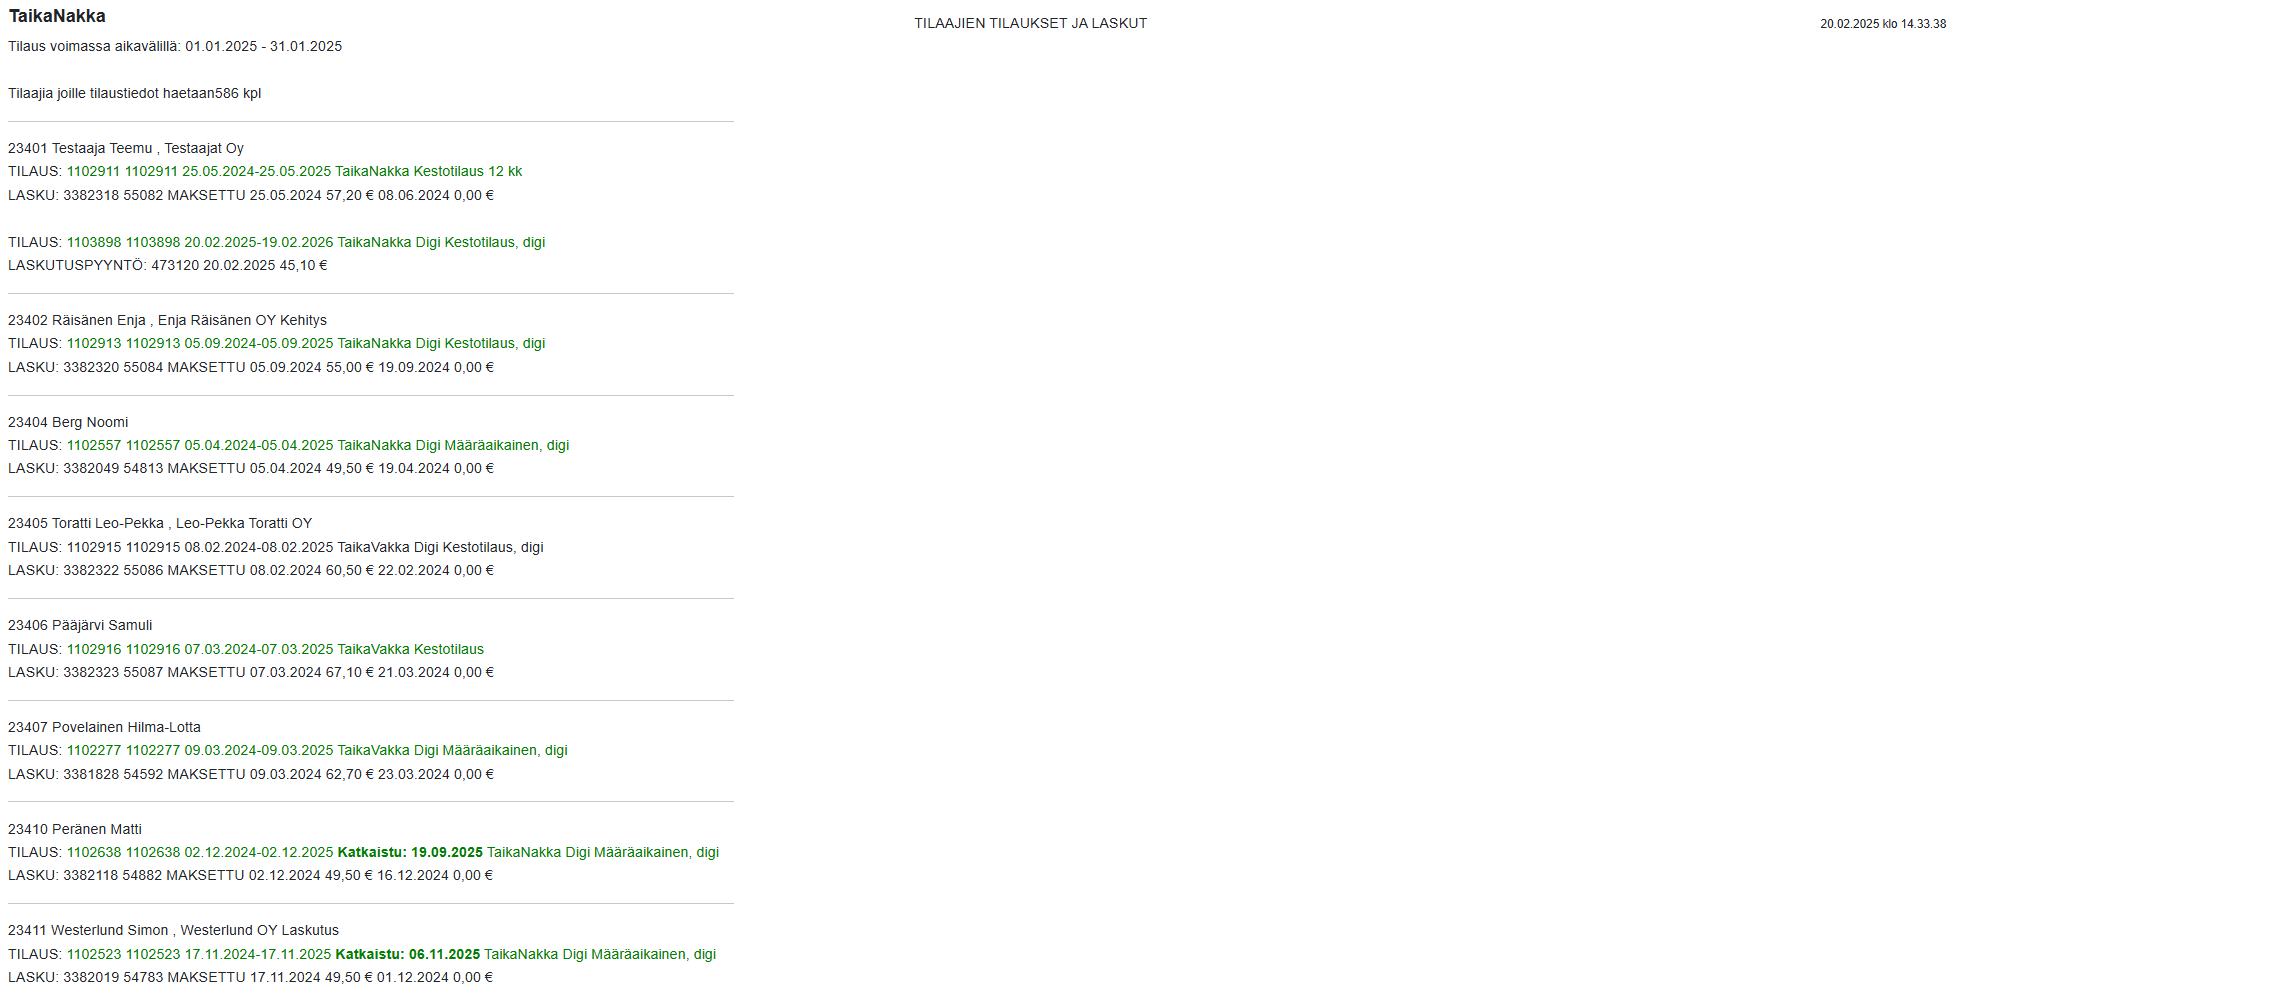 TaikaNakka
TILAAJIEN TILAUKSET JA LASKUT
20.02.2025 klo 14.33.38
Tilaus voimassa aikavälillä: 01.01.2025 - 31.01.2025
Tilaajia joille tilaustiedot haetaan586 kpl
23401 Testaaja Teemu , Testaajat Oy
TILAUS: 1102911 1102911 25.05.2024-25.05.2025 TaikaNakka Kestotilaus 12 kk
LASKU: 3382318 55082 MAKSETTU 25.05.2024 57,20 € 08.06.2024 0,00 €
TILAUS: 1103898 1103898 20.02.2025-19.02.2026 TaikaNakka Digi Kestotilaus, digi
LASKUTUSPYYNTÖ: 473120 20.02.2025 45,10 €
23402 Räisänen Enja , Enja Räisänen OY Kehitys
TILAUS: 1102913 1102913 05.09.2024-05.09.2025 TaikaNakka Digi Kestotilaus, digi
LASKU: 3382320 55084 MAKSETTU 05.09.2024 55,00 € 19.09.2024 0,00 €
23404 Berg Noomi
TILAUS: 1102557 1102557 05.04.2024-05.04.2025 TaikaNakka Digi Määräaikainen, digi
LASKU: 3382049 54813 MAKSETTU 05.04.2024 49,50 € 19.04.2024 0,00 €
23405 Toratti Leo-Pekka , Leo-Pekka Toratti OY
TILAUS: 1102915 1102915 08.02.2024-08.02.2025 TaikaVakka Digi Kestotilaus, digi
LASKU: 3382322 55086 MAKSETTU 08.02.2024 60,50 € 22.02.2024 0,00 €
23406 Pääjärvi Samuli
TILAUS: 1102916 1102916 07.03.2024-07.03.2025 TaikaVakka Kestotilaus
LASKU: 3382323 55087 MAKSETTU 07.03.2024 67,10 € 21.03.2024 0,00 €
23407 Povelainen Hilma-Lotta
TILAUS: 1102277 1102277 09.03.2024-09.03.2025 TaikaVakka Digi Määräaikainen, digi
LASKU: 3381828 54592 MAKSETTU 09.03.2024 62,70 € 23.03.2024 0,00 €
23410 Peränen Matti
TILAUS: 1102638 1102638 02.12.2024-02.12.2025 Katkaistu: 19.09.2025 TaikaNakka Digi Määräaikainen, digi
LASKU: 3382118 54882 MAKSETTU 02.12.2024 49,50 € 16.12.2024 0,00 €
23411 Westerlund Simon , Westerlund OY Laskutus
TILAUS: 1102523 1102523 17.11.2024-17.11.2025 Katkaistu: 06.11.2025 TaikaNakka Digi Määräaikainen, digi
LASKU: 3382019 54783 MAKSETTU 17.11.2024 49,50 € 01.12.2024 0,00 €